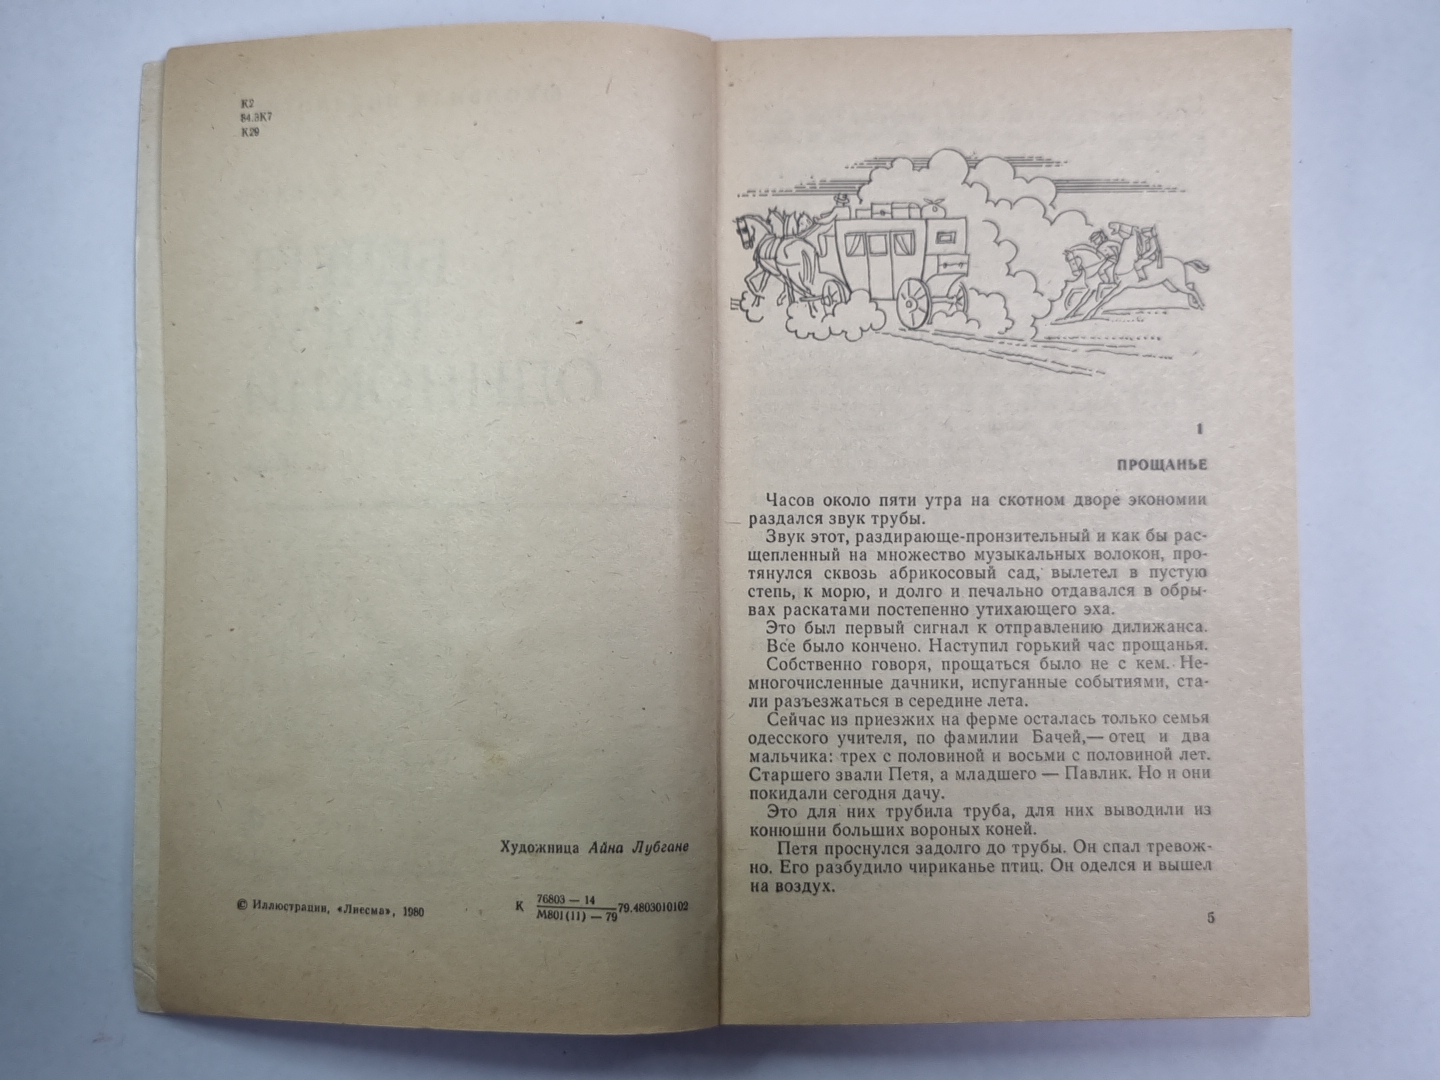 К2
84.3К7
К29
Художница Айна Лубгане
© Иллюстрации, «Лиесма», 1980
К 76803 — 14
М801(11) — 79
79.4803010102
1
ПРОЩАНЬЕ
Часов около пяти утра на скотном дворе экономии
раздался звук трубы.
Звук этот, раздирающе-пронзительный и как бы рас-
щепленный на множество музыкальных волокон, про-
тянулся сквозь абрикосовый сад, вылетел в пустую
степь, к морю, и долго и печально отдавался в обры-
вах раскатами постепенно утихающего эха.
Это был первый сигнал к отправлению дилижанса.
Все было кончено. Наступил горький час прощанья.
Собственно говоря, прощаться было не с кем. Не-
многочисленные дачники, испуганные событиями, ста-
ли разъезжаться в середине лета.
Сейчас из приезжих на ферме осталась только семья
одесского учителя, по фамилии Бачей,— отец и два
мальчика: трех с половиной и восьми с половиной лет.
Старшего звали Петя, а младшего — Павлик. Но и они
покидали сегодня дачу.
Это для них трубила труба, для них выводили из
конюшни больших вороных коней.
Петя проснулся задолго до трубы. Он спал тревож-
но. Его разбудило чириканье птиц. Он оделся и вышел
на воздух.
5